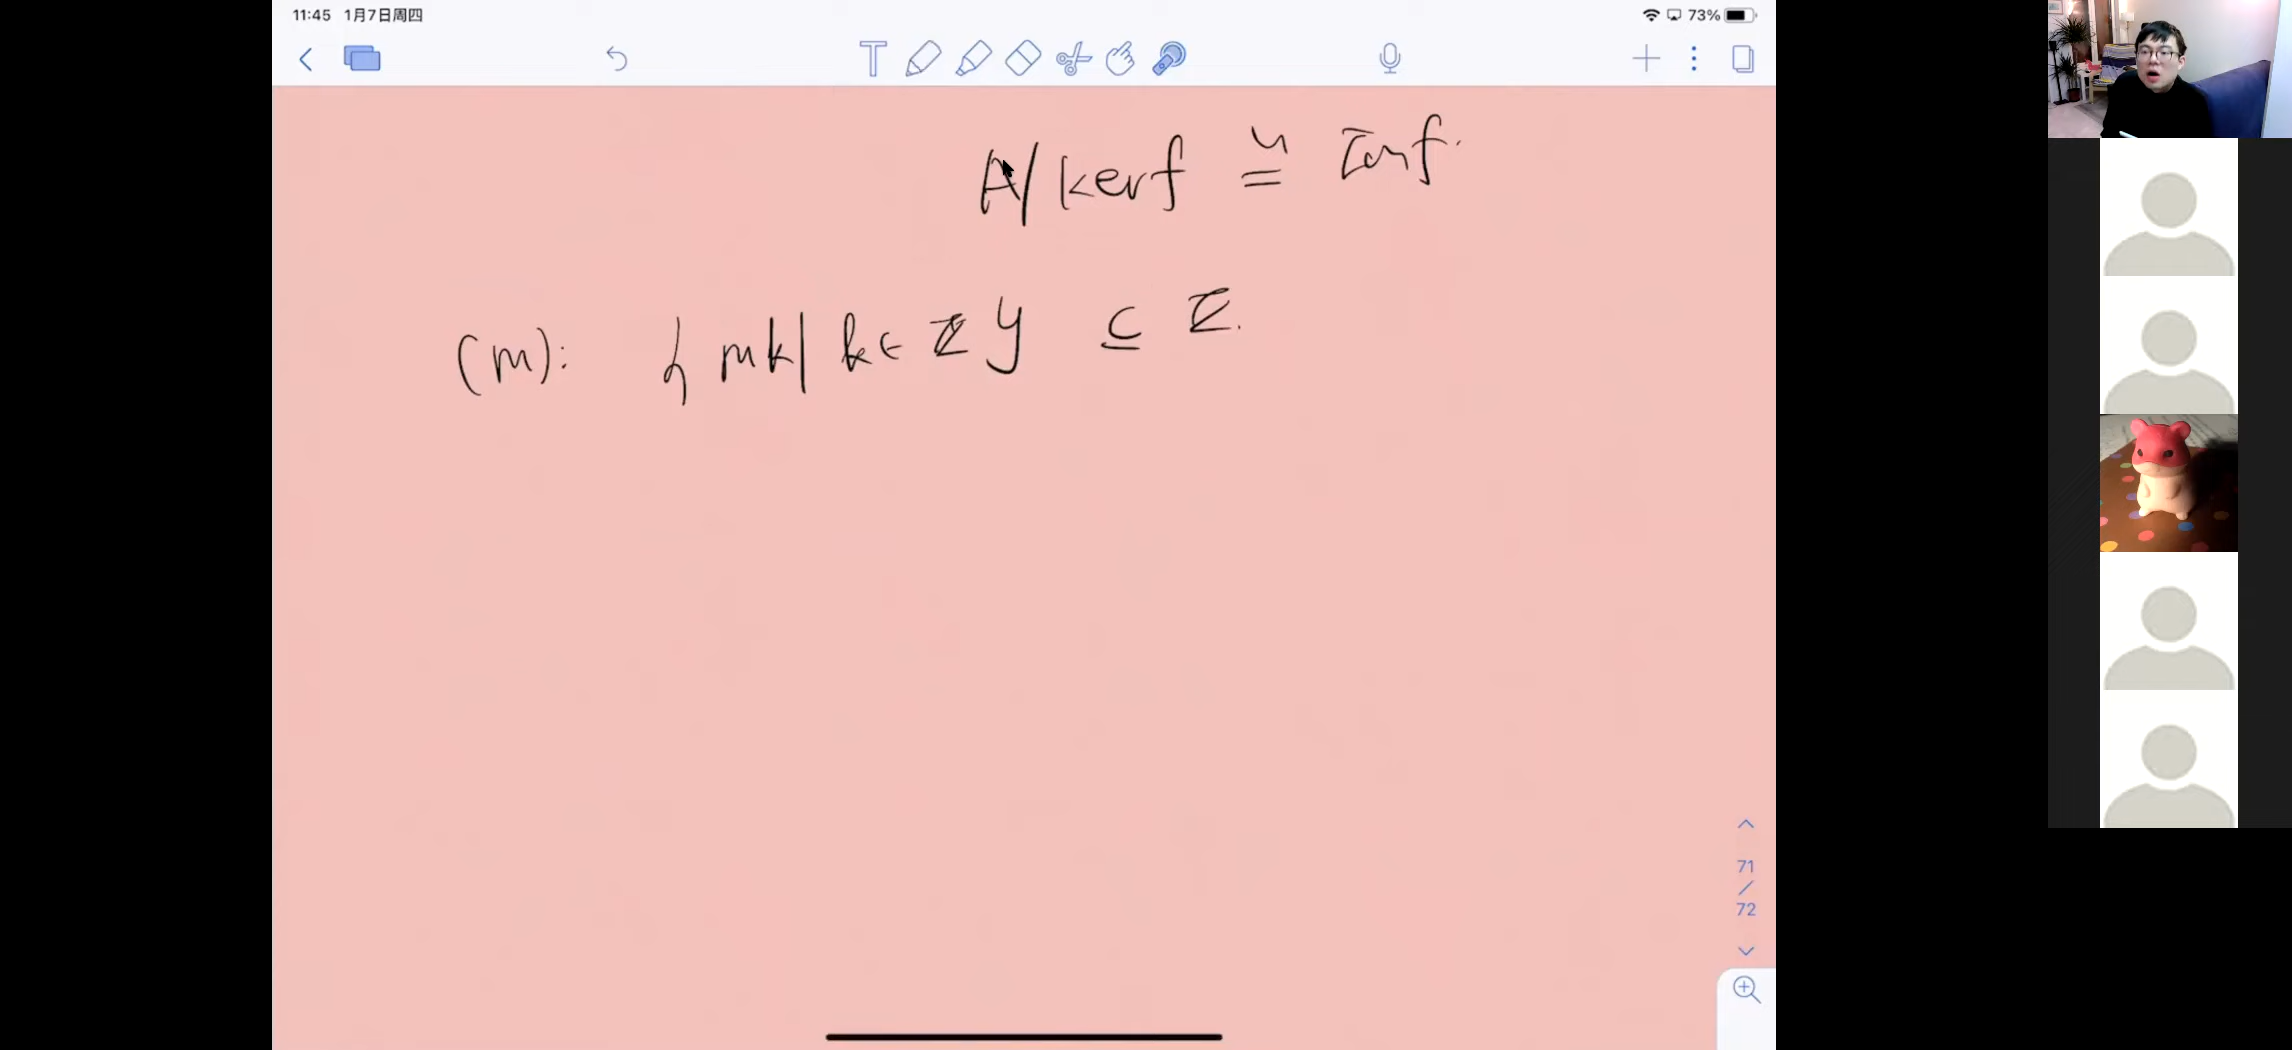 11:45 1月7日周四 73%
A/kerf ≅ Imf.
(m): { mk | k ∈ ℤ } ⊆ ℤ.
71
/
72